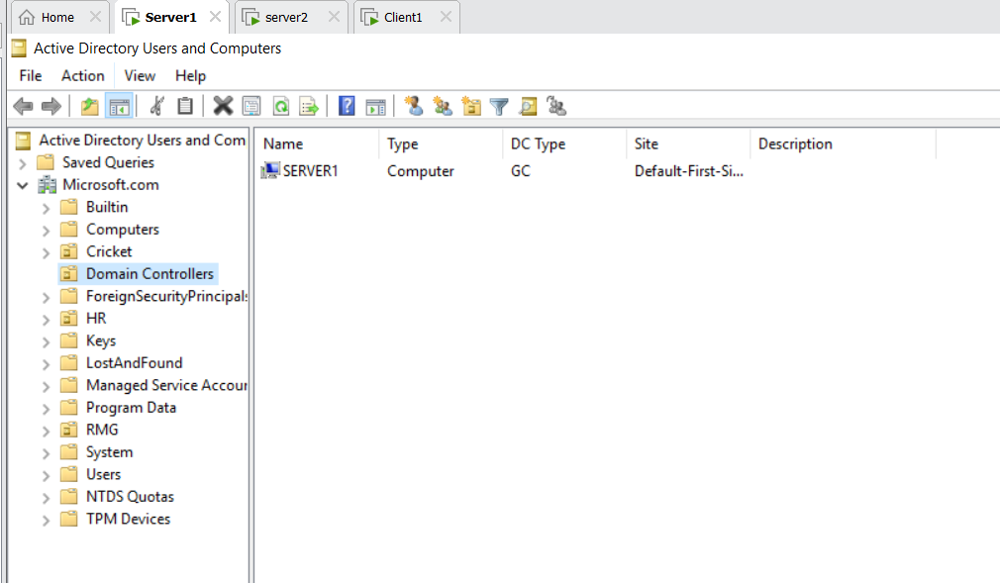 Home Server1 server2 Client1
Active Directory Users and Computers
File Action View Help
Active Directory Users and Com
Saved Queries
Microsoft.com
Builtin
Computers
Cricket
Domain Controllers
ForeignSecurityPrincipals
HR
Keys
LostAndFound
Managed Service Accour
Program Data
RMG
System
Users
NTDS Quotas
TPM Devices
Name Type DC Type Site Description
SERVER1 Computer GC Default-First-Si...